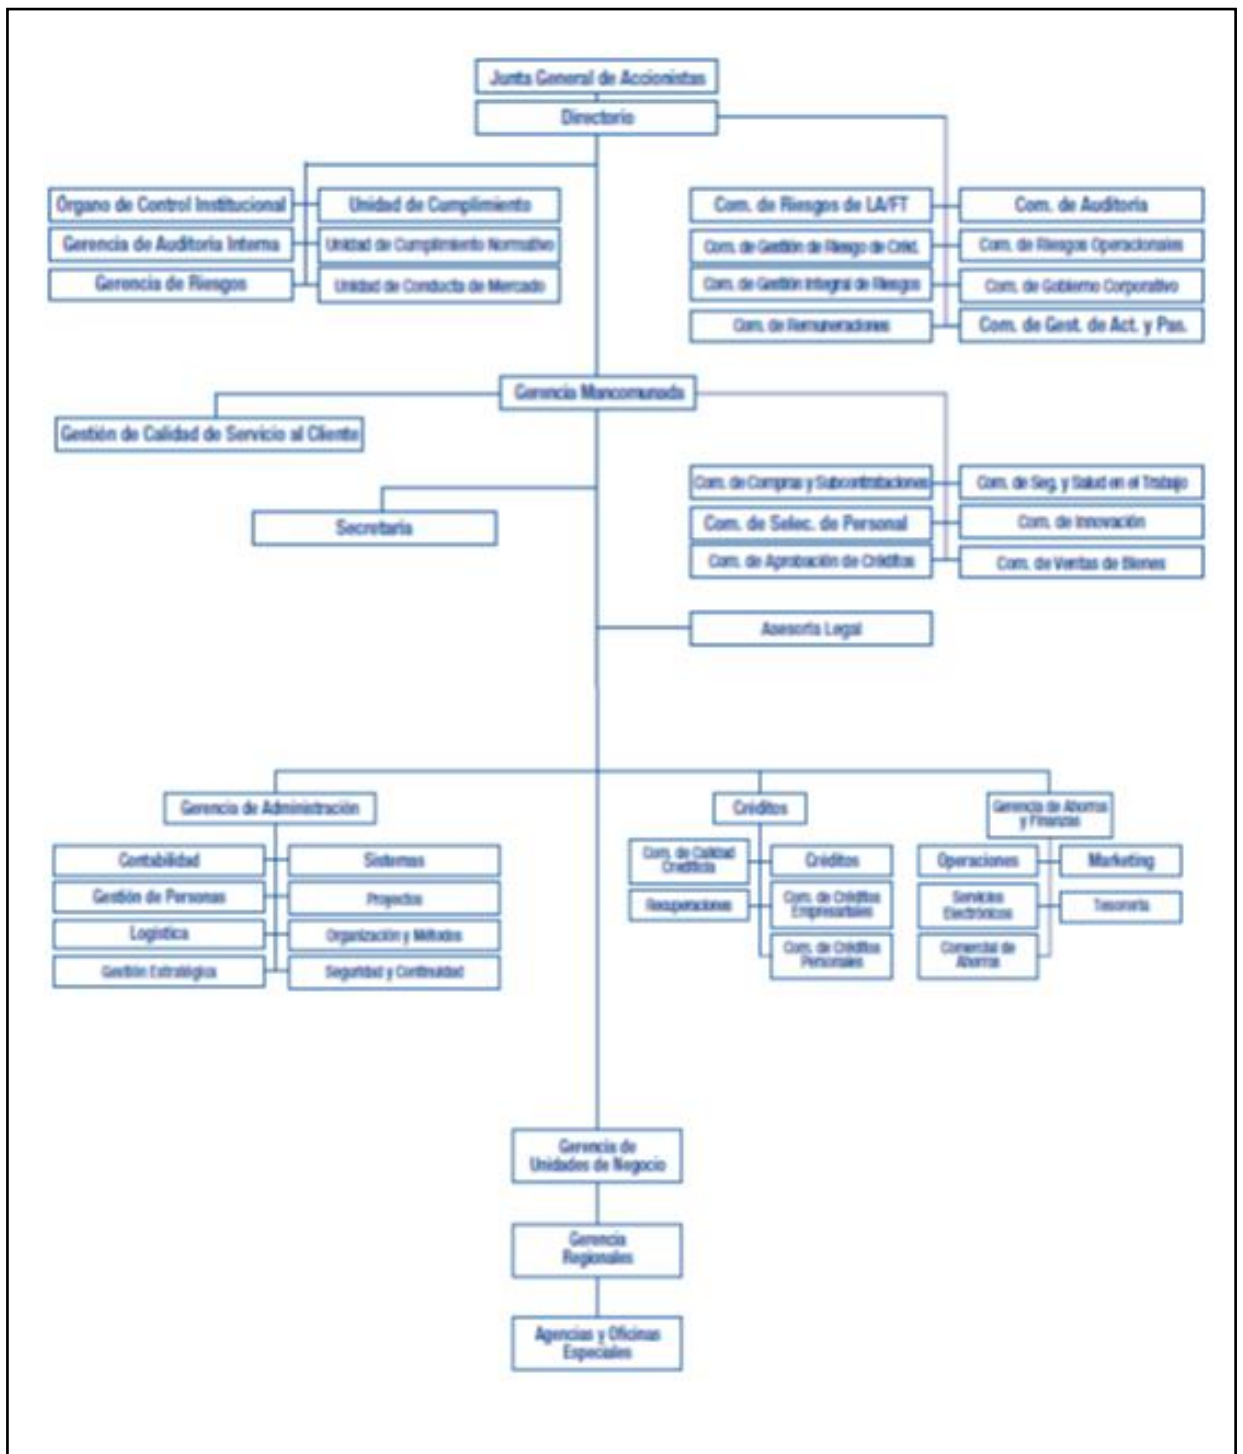 Junta General de Accionistas
Directorio
Órgano de Control Institucional
Unidad de Cumplimiento
Gerencia de Auditoria Interna
Unidad de Cumplimiento Normativo
Gerencia de Riesgos
Unidad de Conducta de Mercado
Com. de Riesgos de LA/FT
Com. de Auditoria
Com. de Gestión de Riesgo de Créd.
Com. de Riesgos Operacionales
Com. de Gestión Integral de Riesgos
Com. de Gobierno Corporativo
Com. de Remuneraciones
Com. de Gest. de Act. y Pas.
Gerencia Mancomunada
Gestión de Calidad de Servicio al Cliente
Com. de Compras y Subcontrataciones
Com. de Seg. y Salud en el Trabajo
Secretaria
Com. de Selec. de Personal
Com. de Innovación
Com. de Aprobación de Créditos
Com. de Ventas de Bienes
Asesoría Legal
Gerencia de Administración
Contabilidad
Sistemas
Gestión de Personas
Proyectos
Logística
Organización y Métodos
Gestión Estratégica
Seguridad y Continuidad
Créditos
Com. de Calidad
Crediticia
Créditos
Recuperaciones
Com. de Créditos
Empresariales
Com. de Créditos
Personales
Gerencia de Ahorros
y Finanzas
Operaciones
Marketing
Servicios
Electrónicos
Tesorería
Comercial de
Ahorros
Gerencia de
Unidades de Negocio
Gerencia
Regionales
Agencias y Oficinas
Especiales